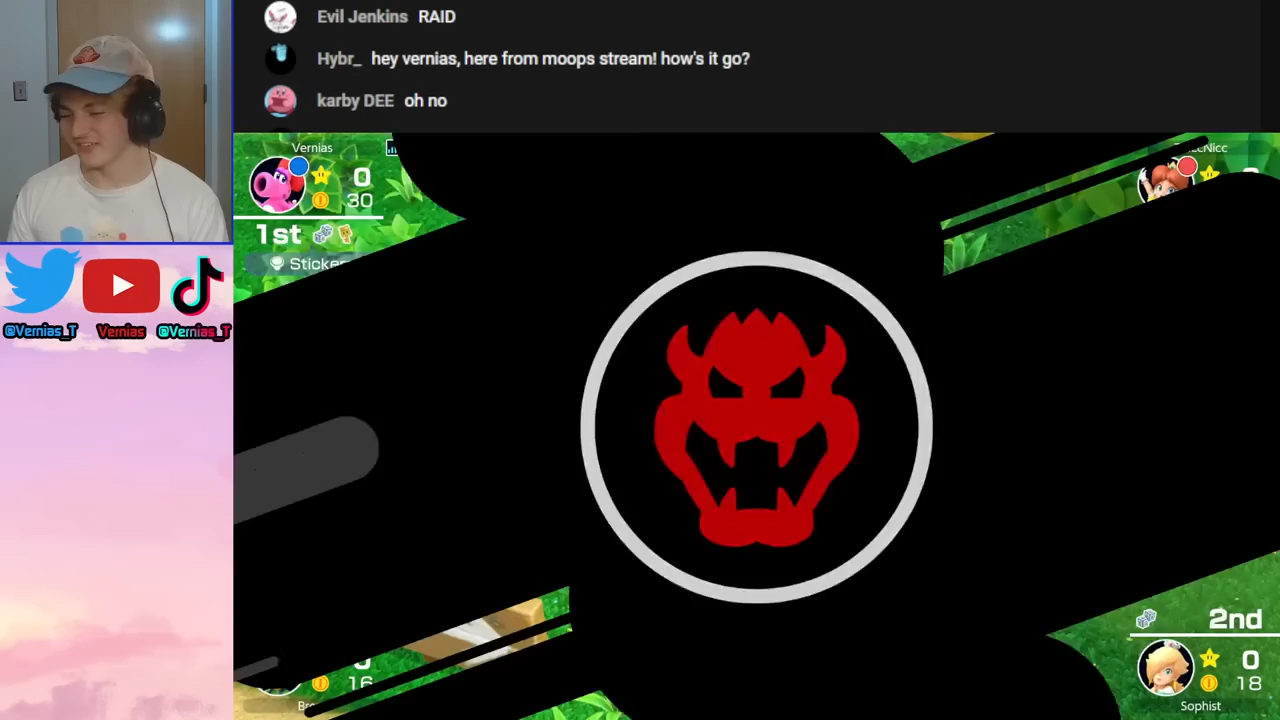 Evil Jenkins RAID
Hybr_ hey vernias, here from moops stream! how's it go?
karby DEE oh no
Vernias
0
30
1st
Sticker
@Vernias_T
Vernias
@Vernias_T
16
2nd
0
18
Sophist